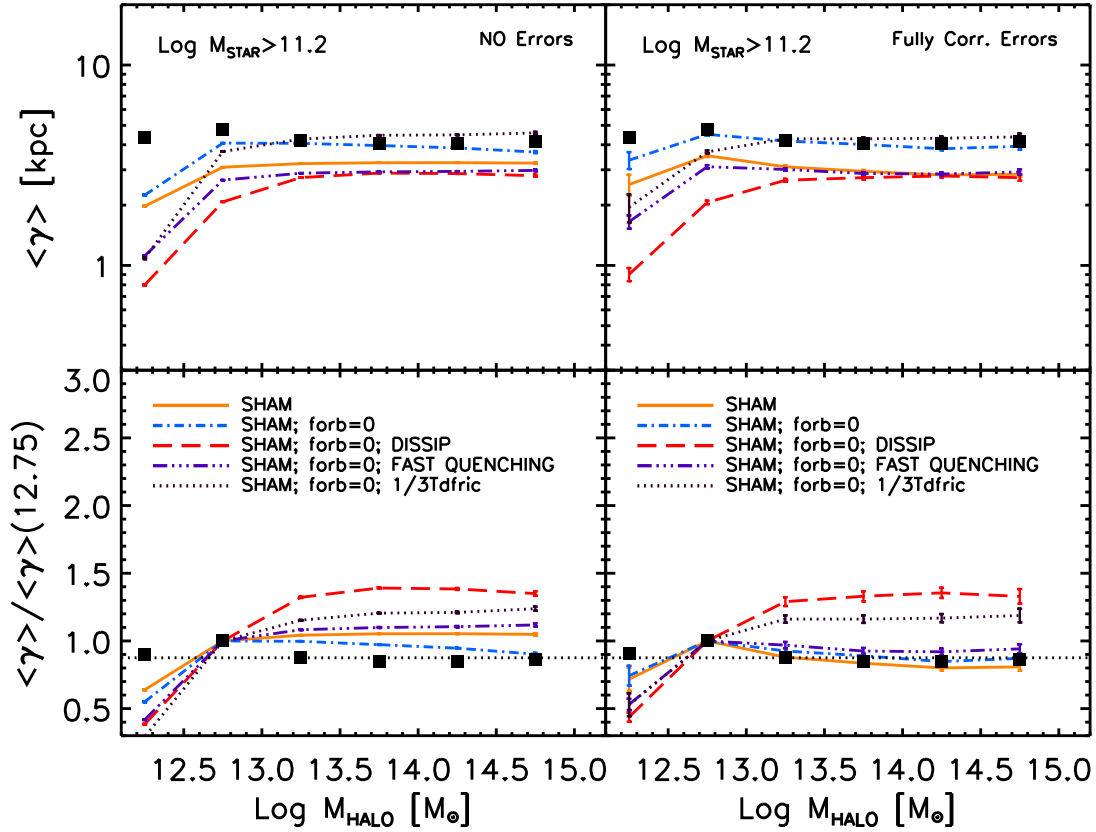 Log M_STAR>11.2
NO Errors
Log M_STAR>11.2
Fully Corr. Errors
10
1
<γ> [kpc]
3.0
2.5
2.0
1.5
1.0
0.5
<γ>/<γ>(12.75)
SHAM
SHAM; forb=0
SHAM; forb=0; DISSIP
SHAM; forb=0; FAST QUENCHING
SHAM; forb=0; 1/3Tdfric
SHAM
SHAM; forb=0
SHAM; forb=0; DISSIP
SHAM; forb=0; FAST QUENCHING
SHAM; forb=0; 1/3Tdfric
12.5 13.0 13.5 14.0 14.5 15.0
12.5 13.0 13.5 14.0 14.5 15.0
Log M_HALO [M_⊙]
Log M_HALO [M_⊙]